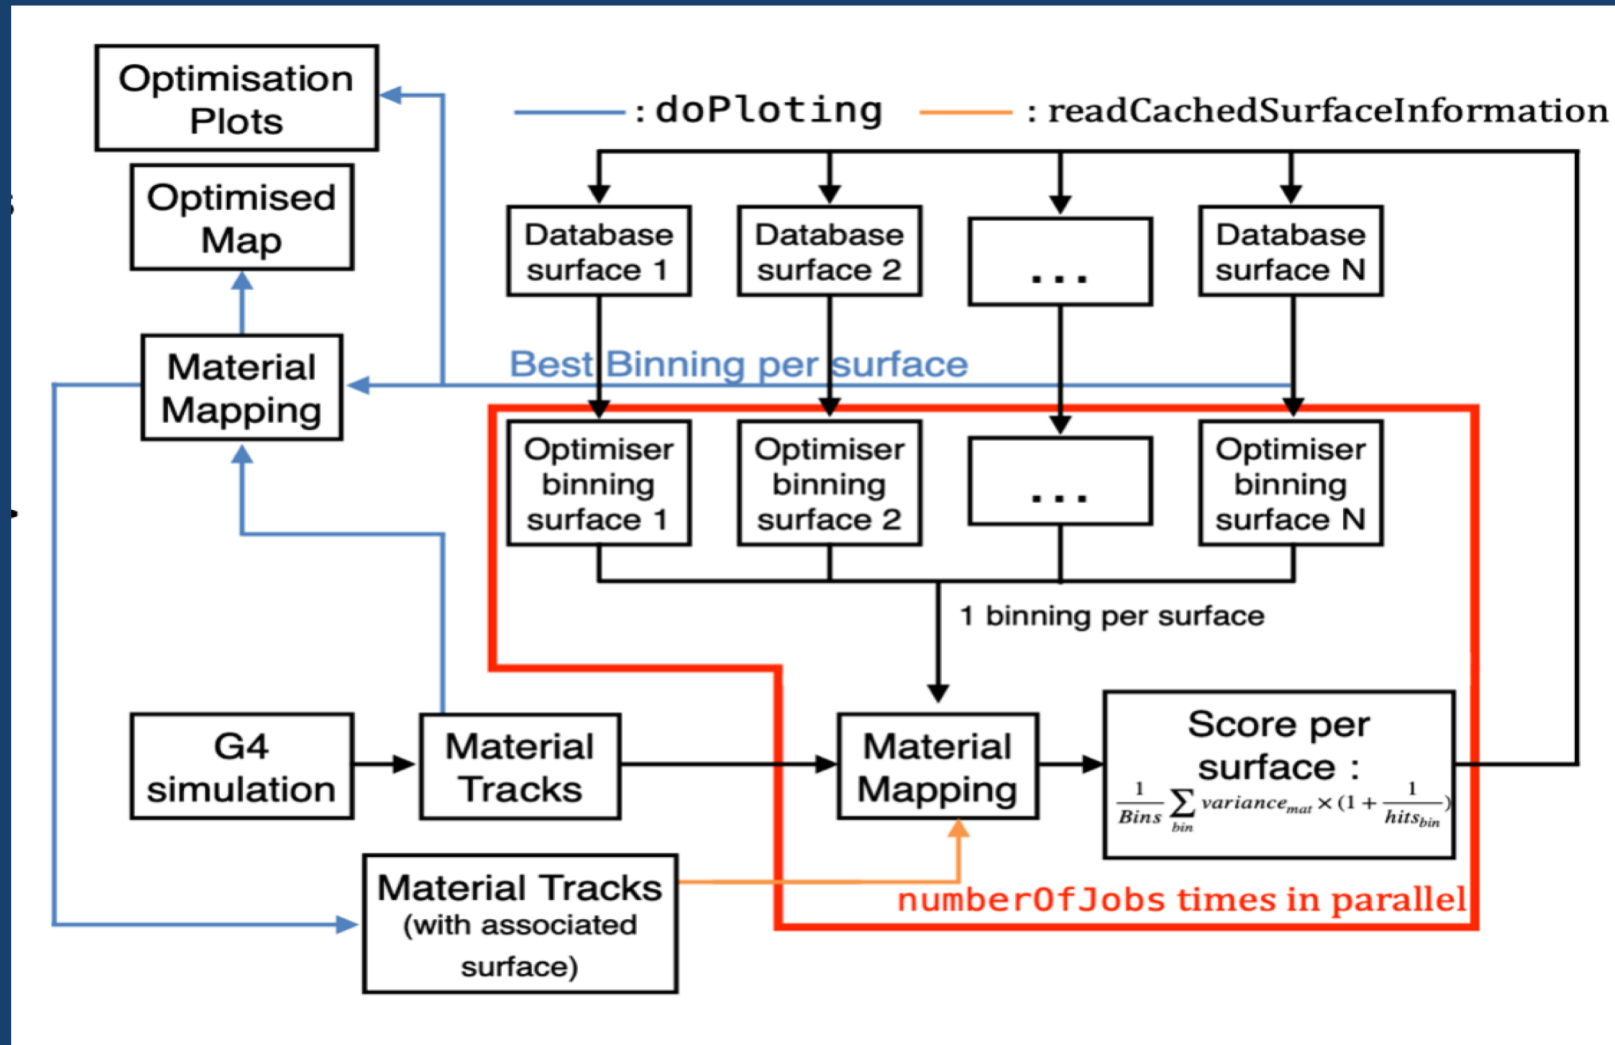 Optimisation
Plots
: doPloting
: readCachedSurfaceInformation
Optimised
Map
Database
surface 1
Database
surface 2
...
Database
surface N
Material
Mapping
Best Binning per surface
Optimiser
binning
surface 1
Optimiser
binning
surface 2
...
Optimiser
binning
surface N
1 binning per surface
G4
simulation
Material
Tracks
Material
Mapping
Score per
surface :
1/Bins ∑bin variance_mat × (1 + 1/hits_bin)
Material Tracks
(with associated
surface)
numberOfJobs times in parallel